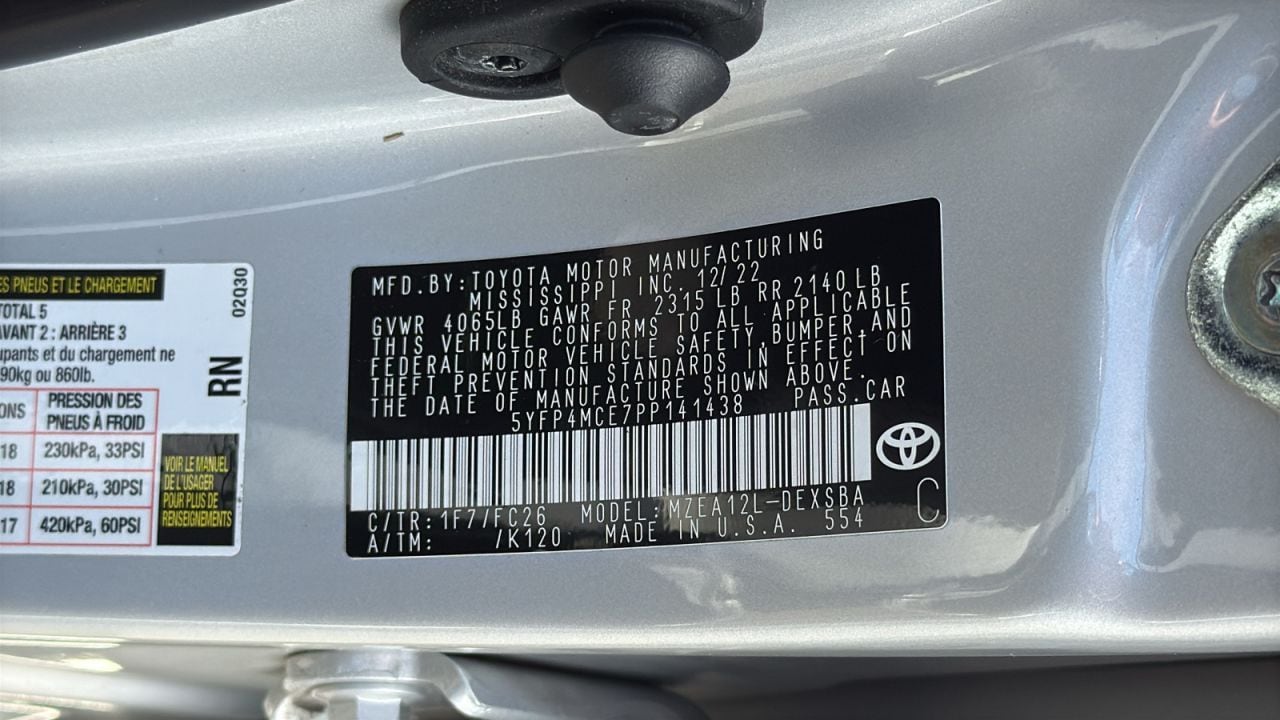 ES PNEUS ET LE CHARGEMENT
02Q30
TOTAL 5
AVANT 2 : ARRIÈRE 3
upants et du chargement ne
90kg ou 860lb.
RN
ONS
PRESSION DES
PNEUS À FROID
18 230kPa, 33PSI
18 210kPa, 30PSI
17 420kPa, 60PSI
VOIR LE MANUEL
DE L'USAGER
POUR PLUS DE
RENSEIGNEMENTS
MFD.BY:TOYOTA MOTOR MANUFACTURING
MISSISSIPPI INC. 12/22
GVWR 4065LB GAWR FR 2315LB RR 2140LB
THIS VEHICLE CONFORMS TO ALL APPLICABLE
FEDERAL MOTOR VEHICLE SAFETY,BUMPER,AND
THEFT PREVENTION STANDARDS IN EFFECT ON
THE DATE OF MANUFACTURE SHOWN ABOVE.
5YFP4MCE7PP141438 PASS.CAR
C/TR:1F7/FC26 MODEL:MZEA12L-DEXSBA
A/TM: /K120 MADE IN U.S.A. 554
C